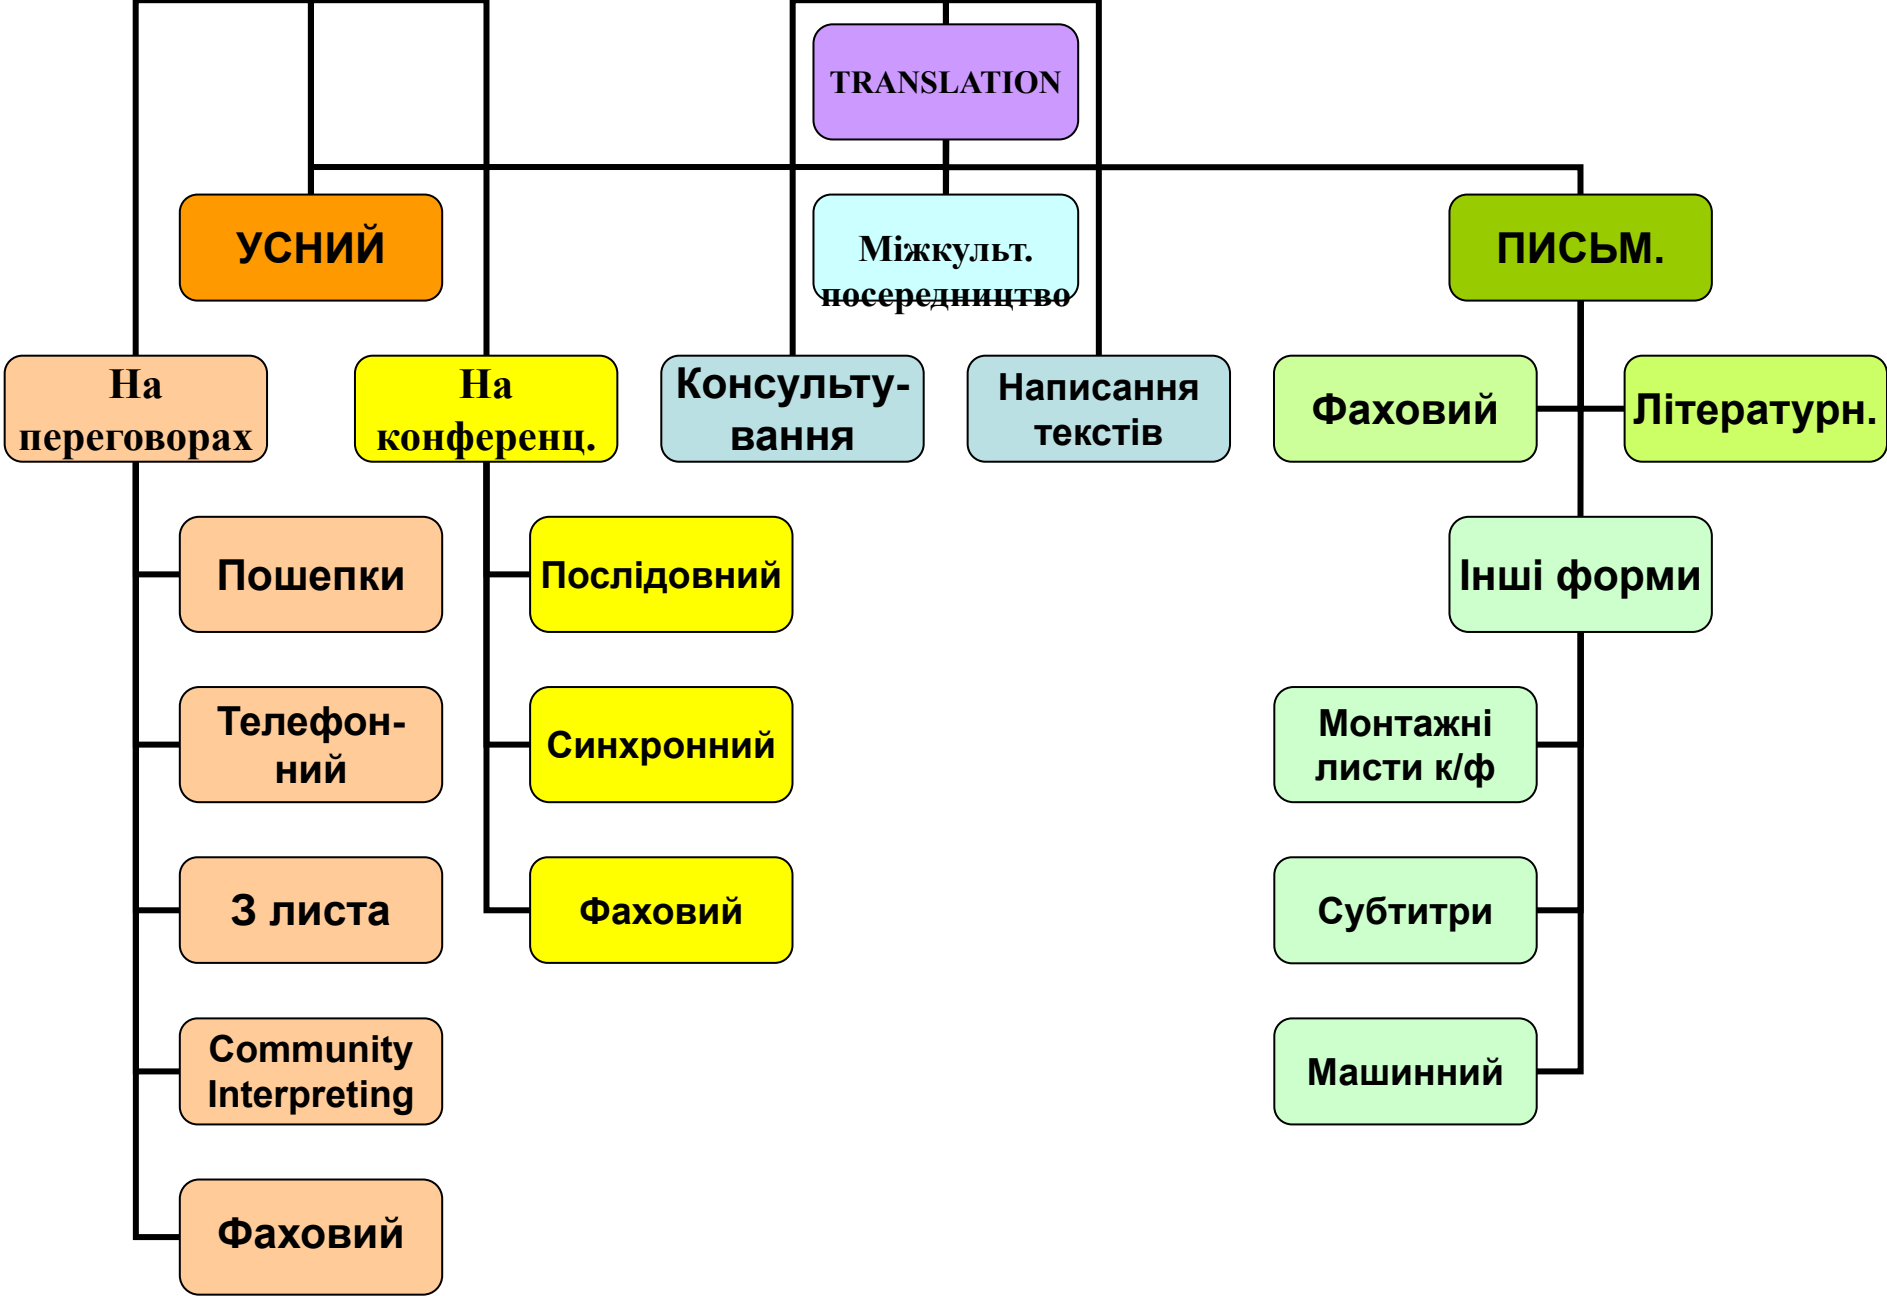 TRANSLATION
УСНИЙ
Міжкульт.
посередництво
ПИСЬМ.
На
переговорах
На
конференц.
Консульту-
вання
Написання
текстів
Фаховий
Літературн.
Пошепки
Послідовний
Інші форми
Телефон-
ний
Синхронний
Монтажні
листи к/ф
З листа
Фаховий
Субтитри
Community
Interpreting
Машинний
Фаховий